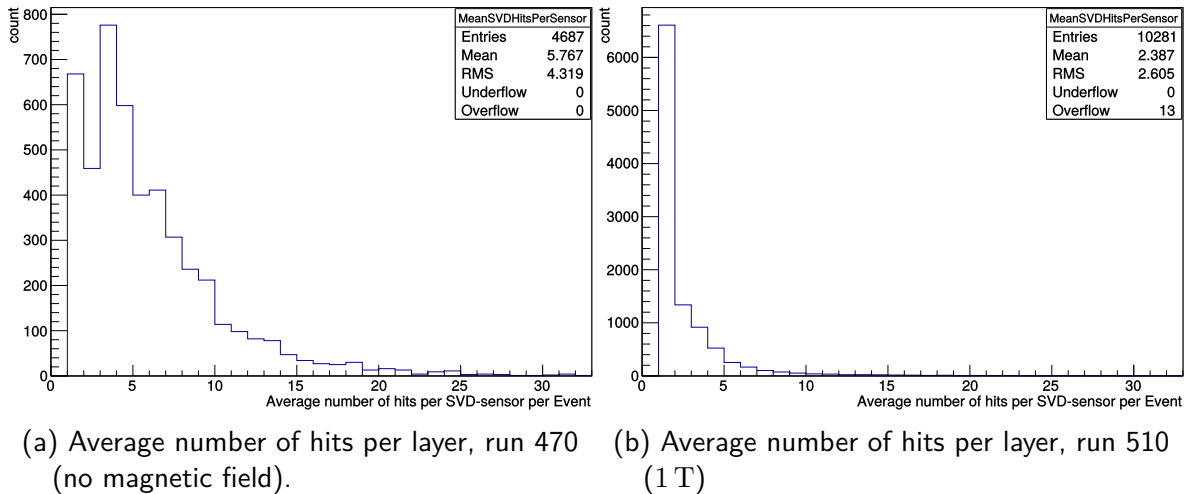 count
800
700
600
500
400
300
200
100
0
0 5 10 15 20 25 30
Average number of hits per SVD-sensor per Event
MeanSVDHitsPerSensor
Entries 4687
Mean 5.767
RMS 4.319
Underflow 0
Overflow 0
(a) Average number of hits per layer, run 470
(no magnetic field).
count
6000
5000
4000
3000
2000
1000
0
0 5 10 15 20 25 30
Average number of hits per SVD-sensor per Event
MeanSVDHitsPerSensor
Entries 10281
Mean 2.387
RMS 2.605
Underflow 0
Overflow 13
(b) Average number of hits per layer, run 510
(1 T)